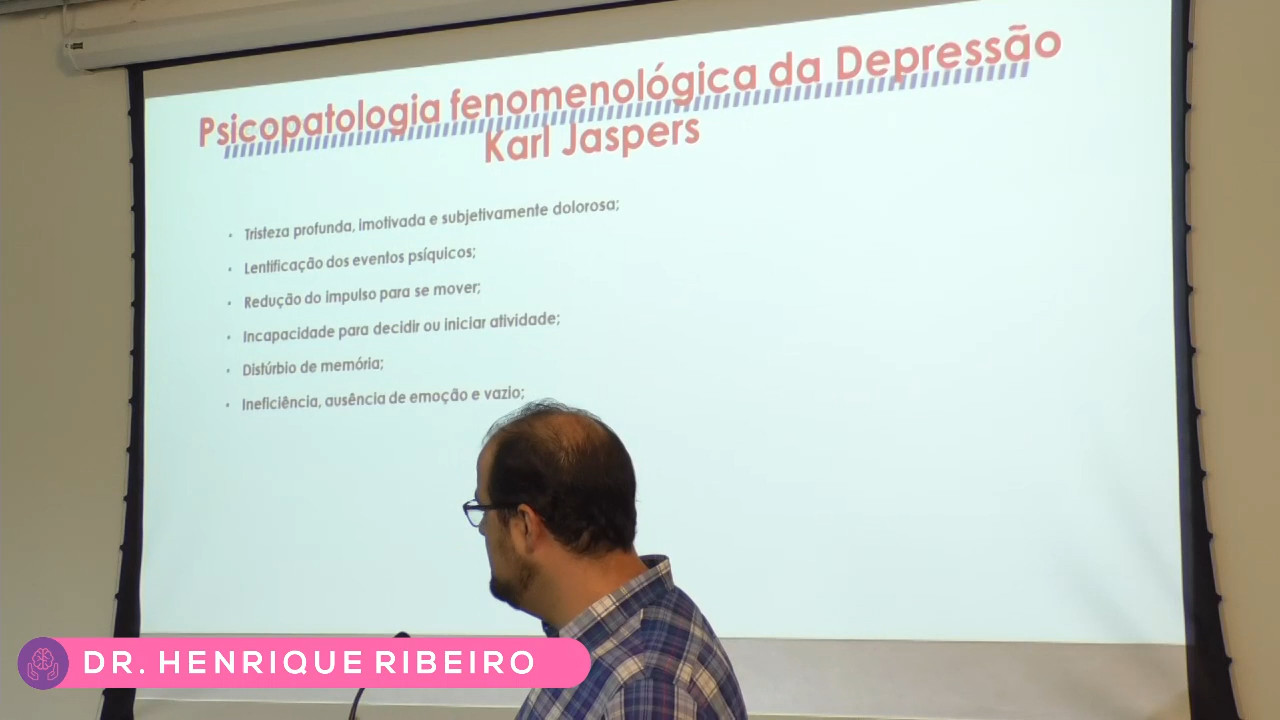 Psicopatologia fenomenológica da Depressão
Karl Jaspers
• Tristeza profunda, imotivada e subjetivamente dolorosa;
• Lentificação dos eventos psíquicos;
• Redução do impulso para se mover;
• Incapacidade para decidir ou iniciar atividade;
• Distúrbio de memória;
• Ineficiência, ausência de emoção e vazio;
DR. HENRIQUE RIBEIRO